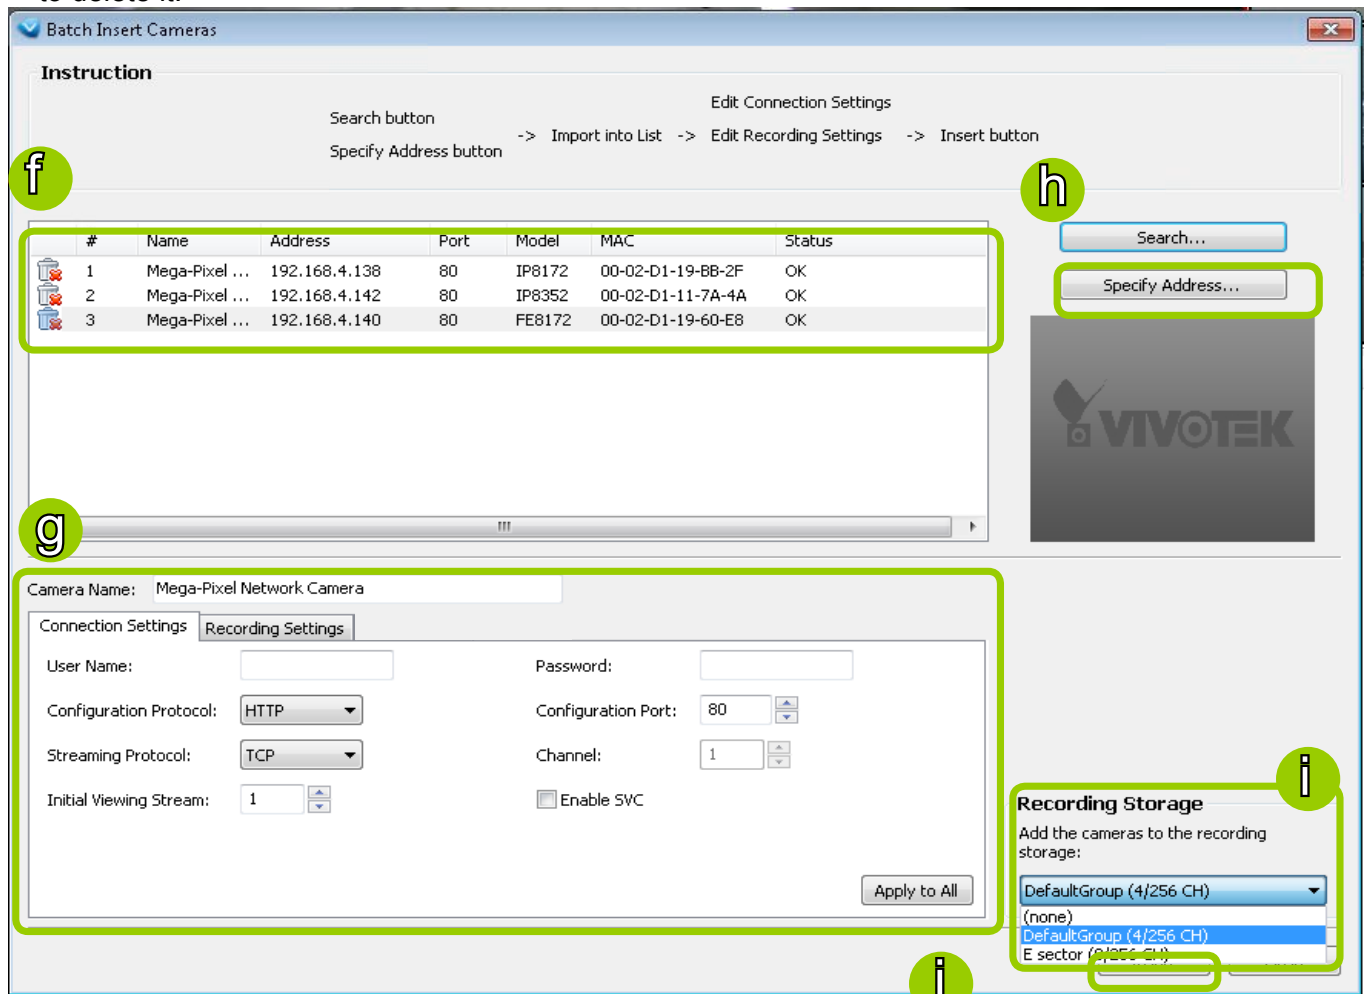 to delete it.
Batch Insert Cameras
Instruction
Search button
Specify Address button
-> Import into List ->
Edit Connection Settings
Edit Recording Settings
-> Insert button
f
h
# Name Address Port Model MAC Status
1 Mega-Pixel ... 192.168.4.138 80 IP8172 00-02-D1-19-BB-2F OK
2 Mega-Pixel ... 192.168.4.142 80 IP8352 00-02-D1-11-7A-4A OK
3 Mega-Pixel ... 192.168.4.140 80 FE8172 00-02-D1-19-60-E8 OK
Search...
Specify Address...
VIVOTEK
g
Camera Name: Mega-Pixel Network Camera
Connection Settings Recording Settings
User Name: Password:
Configuration Protocol: HTTP Configuration Port: 80
Streaming Protocol: TCP Channel: 1
Initial Viewing Stream: 1 Enable SVC
Apply to All
i
Recording Storage
Add the cameras to the recording
storage:
DefaultGroup (4/256 CH)
(none)
DefaultGroup (4/256 CH)
E sector (0/256 CH)